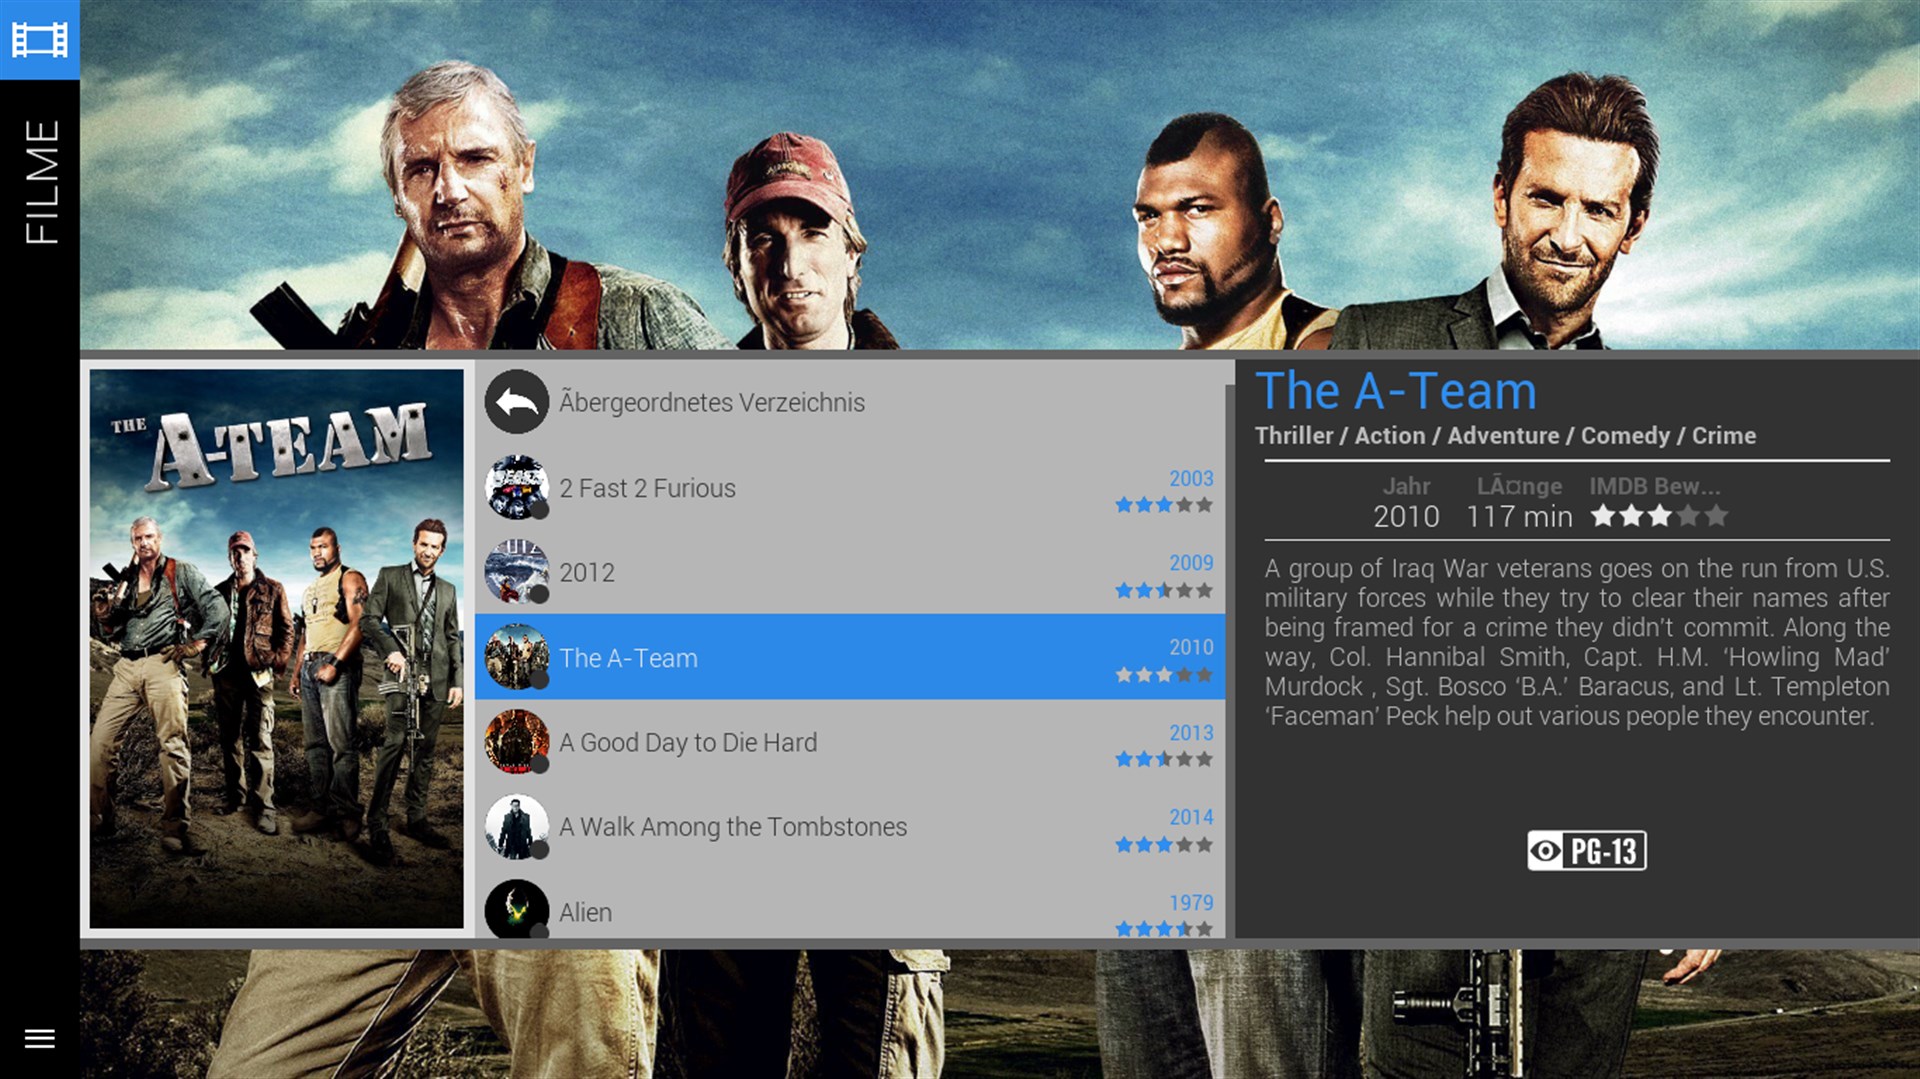 FILME
THE
A-TEAM
Ãbergeordnetes Verzeichnis
2 Fast 2 Furious
2003
2012
2009
The A-Team
2010
A Good Day to Die Hard
2013
A Walk Among the Tombstones
2014
Alien
1979
The A-Team
Thriller / Action / Adventure / Comedy / Crime
Jahr LÃ¤nge IMDB Bew...
2010 117 min
A group of Iraq War veterans goes on the run from U.S.
military forces while they try to clear their names after
being framed for a crime they didn't commit. Along the
way, Col. Hannibal Smith, Capt. H.M. ‘Howling Mad’
Murdock , Sgt. Bosco ‘B.A.’ Baracus, and Lt. Templeton
‘Faceman’ Peck help out various people they encounter.
PG-13